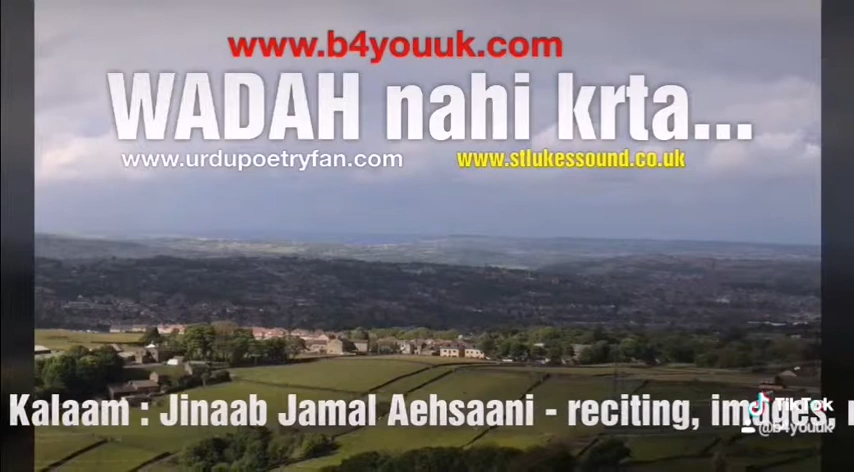 www.b4youuk.com
WADAH nahi krta...
www.urdupoetryfan.com
www.stlukessound.co.uk
Kalaam : Jinaab Jamal Aehsaani - reciting, images,
TikTok
@b4youuk